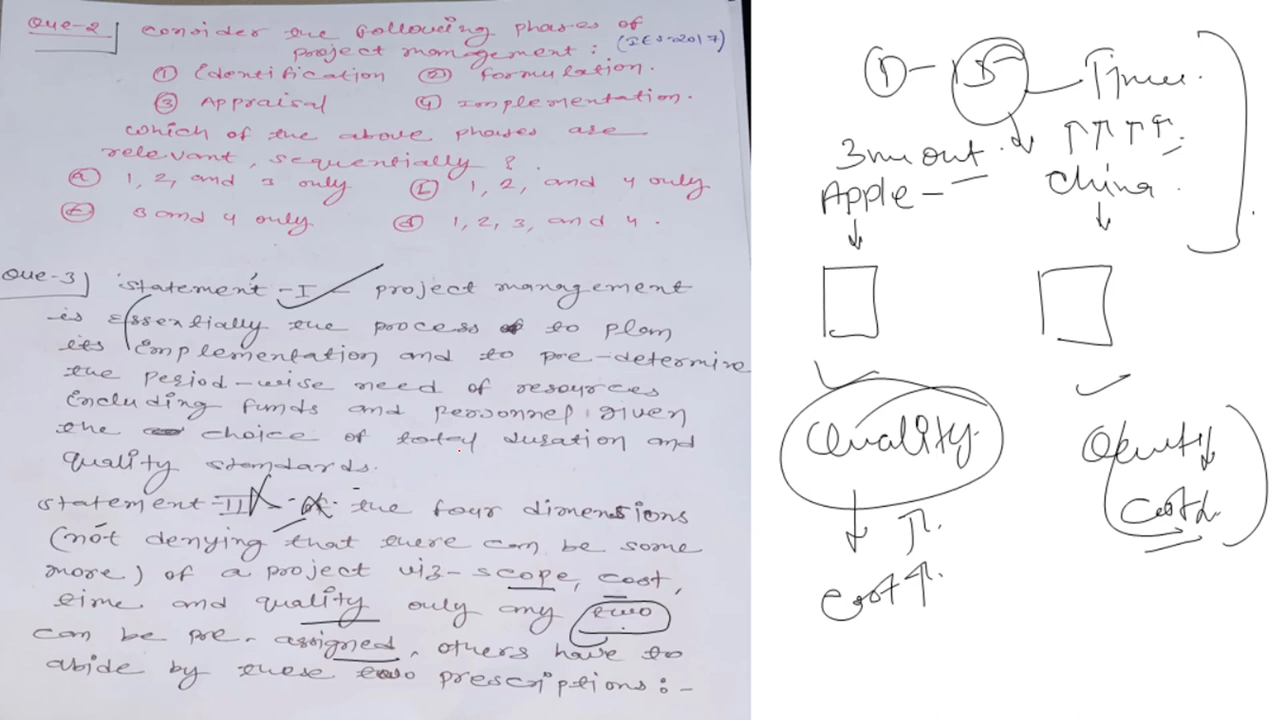 Que-2 Consider the following phases of
project management : (IES-2017)
① Identification ② formulation.
③ Appraisal ④ Implementation.
which of the above phases are
relevant, sequentially ?
ⓐ 1, 2, and 3 only ⓑ 1, 2, and 4 only
ⓒ 3 and 4 only ⓓ 1, 2, 3, and 4.
Que-3) statement -I - project management
is essentially the process to plan
its implementation and to pre-determine
the period-wise need of resources
including funds and personnel, given
the choice of total duration and
quality standards.
statement -II - the four dimensions
(not denying that there can be some
more) of a project viz- scope, cost,
time and quality only any two
can be pre-assigned, others have to
abide by these two prescriptions:-
Time.
3m out.
Apple -
↑↑↑↑
China
Quality
cost ↑